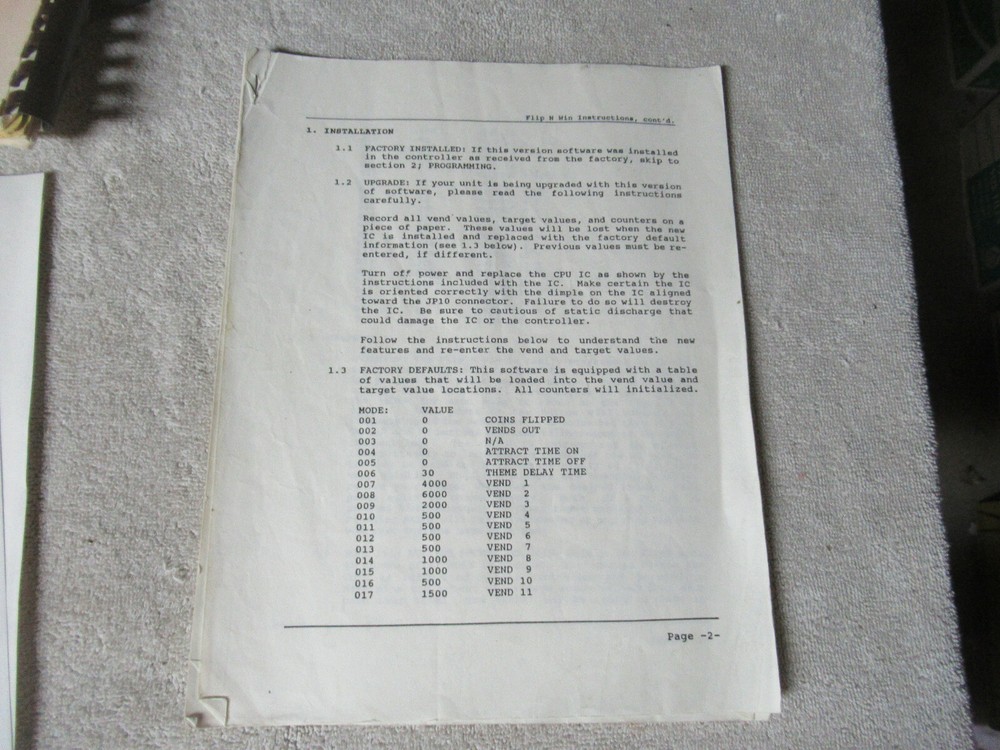 Flip N Win Instructions, cont'd.
1. INSTALLATION
1.1 FACTORY INSTALLED: If this version software was installed
in the controller as received from the factory, skip to
section 2; PROGRAMMING.
1.2 UPGRADE: If your unit is being upgraded with this version
of software, please read the following instructions
carefully.
Record all vend values, target values, and counters on a
piece of paper. These values will be lost when the new
IC is installed and replaced with the factory default
information (see 1.3 below). Previous values must be re-
entered, if different.
Turn off power and replace the CPU IC as shown by the
instructions included with the IC. Make certain the IC
is oriented correctly with the dimple on the IC aligned
toward the JP10 connector. Failure to do so will destroy
the IC. Be sure to cautious of static discharge that
could damage the IC or the controller.
Follow the instructions below to understand the new
features and re-enter the vend and target values.
1.3 FACTORY DEFAULTS: This software is equipped with a table
of values that will be loaded into the vend value and
target value locations. All counters will initialized.
MODE: VALUE
001 0 COINS FLIPPED
002 0 VENDS OUT
003 0 N/A
004 0 ATTRACT TIME ON
005 0 ATTRACT TIME OFF
006 30 THEME DELAY TIME
007 4000 VEND 1
008 6000 VEND 2
009 2000 VEND 3
010 500 VEND 4
011 500 VEND 5
012 500 VEND 6
013 500 VEND 7
014 1000 VEND 8
015 1000 VEND 9
016 500 VEND 10
017 1500 VEND 11
Page -2-